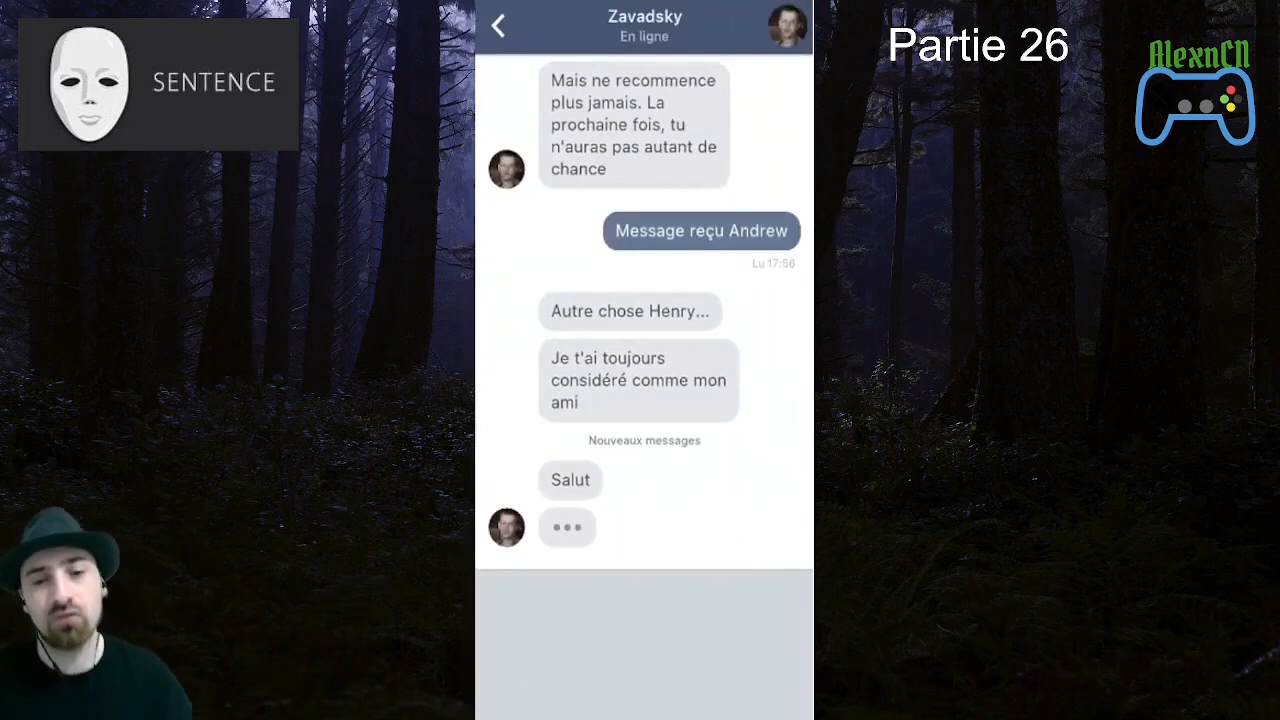 SENTENCE
Zavadsky
En ligne
Mais ne recommence
plus jamais. La
prochaine fois, tu
n'auras pas autant de
chance
Message reçu Andrew
Lu 17:56
Autre chose Henry...
Je t'ai toujours
considéré comme mon
ami
Nouveaux messages
Salut
Partie 26
AlexnCN